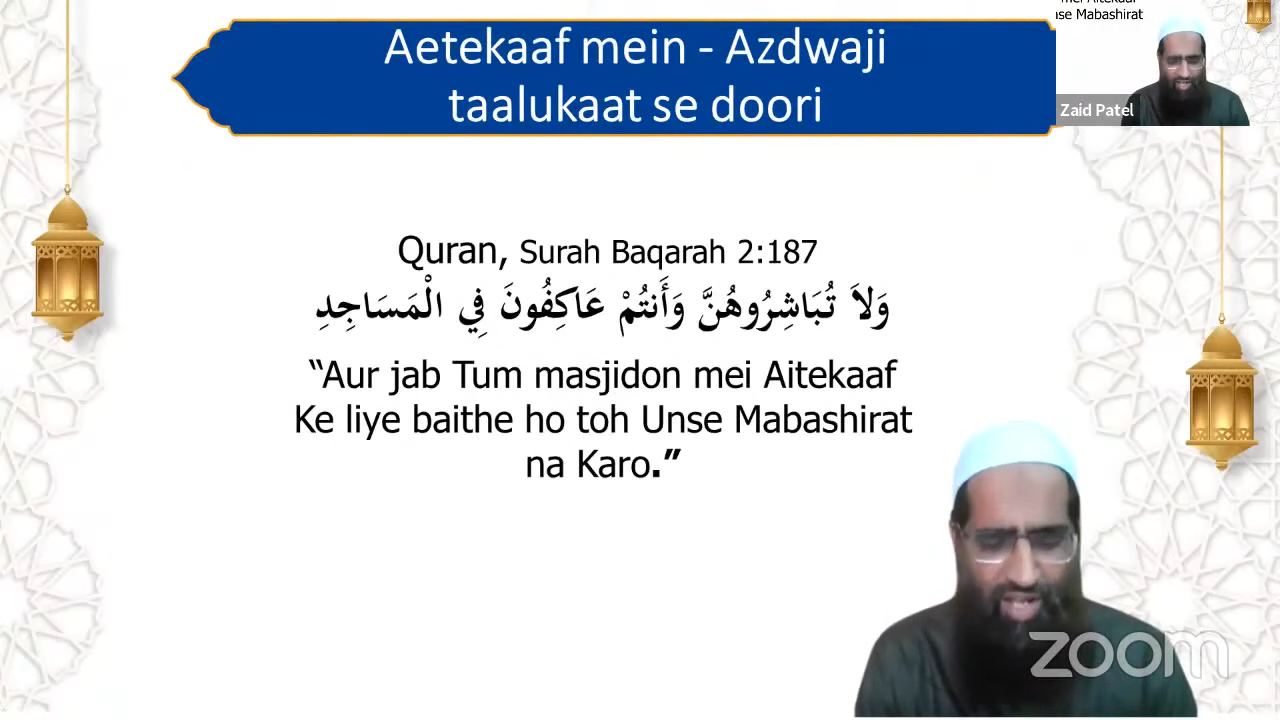 Aetekaaf mein - Azdwaji
taalukaat se doori
mei Aitekaaf
nse Mabashirat
Zaid Patel
Quran, Surah Baqarah 2:187
وَلاَ تُبَاشِرُوهُنَّ وَأَنتُمْ عَاكِفُونَ فِي الْمَسَاجِدِ
“Aur jab Tum masjidon mei Aitekaaf
Ke liye baithe ho toh Unse Mabashirat
na Karo.”
zoom